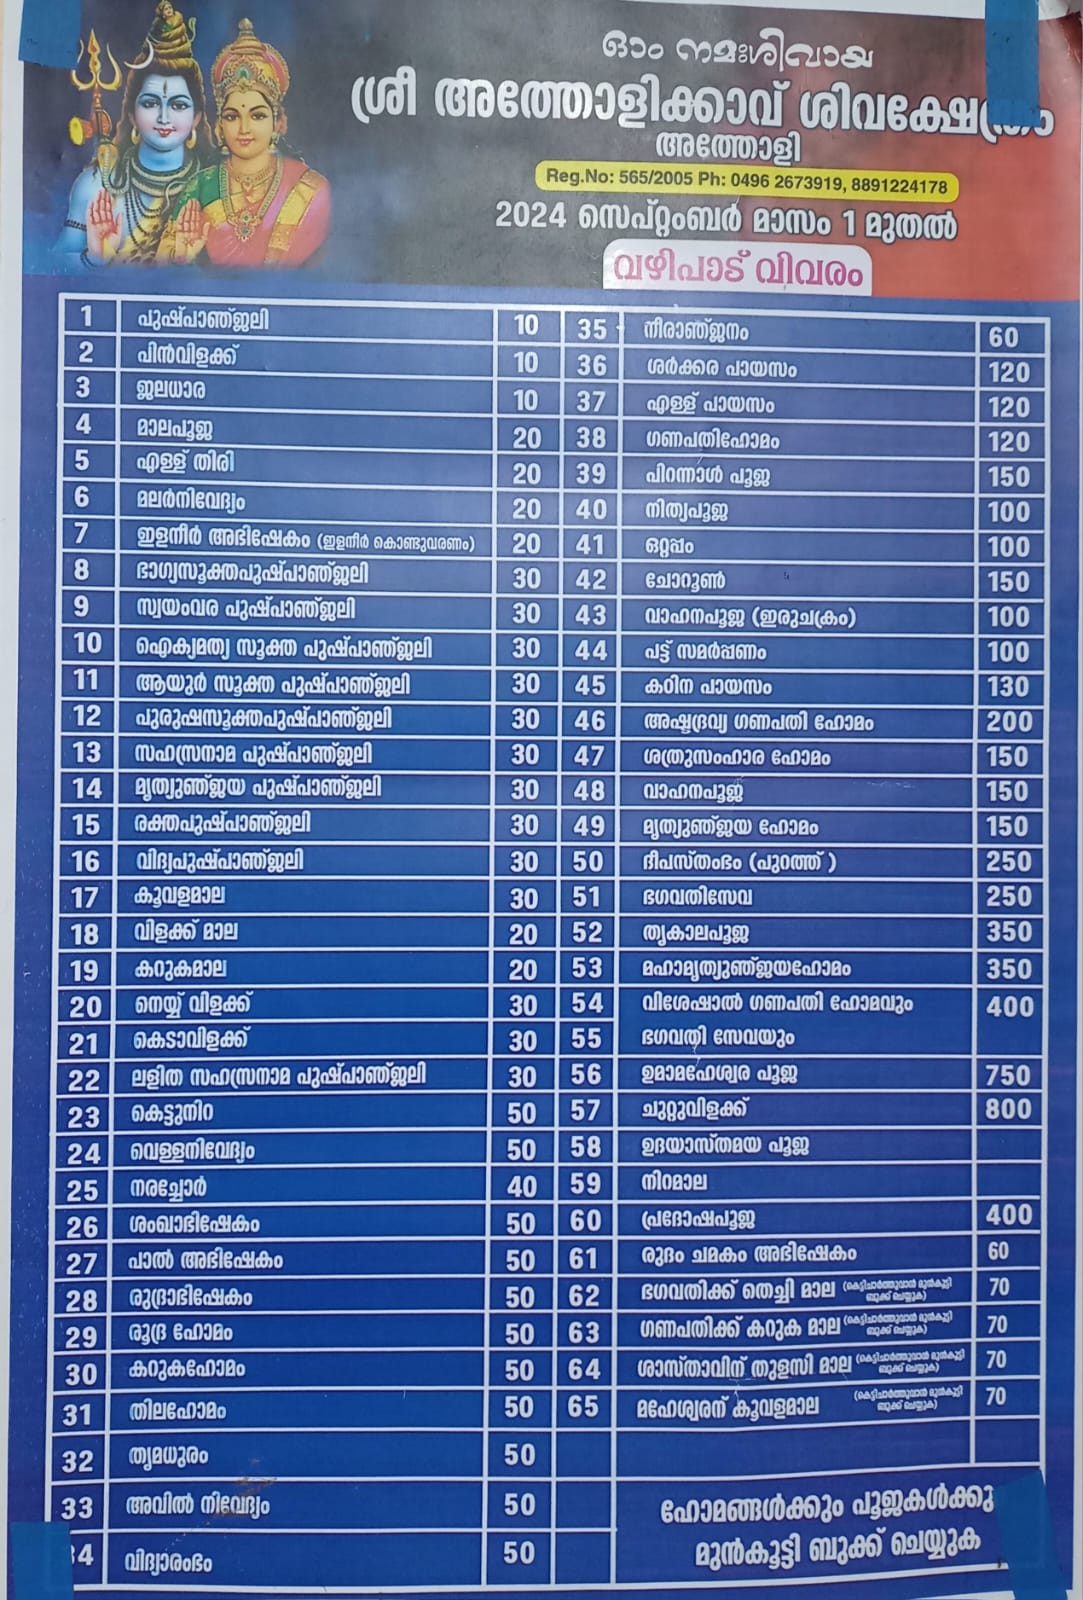 ഓം നമഃശിവായ
ശ്രീ അത്തോളിക്കാവ് ശിവക്ഷേത്രം
അത്തോളി
Reg.No: 565/2005 Ph: 0496 2673919, 8891224178
2024 സെപ്റ്റംബർ മാസം 1 മുതൽ
വഴിപാട് വിവരം
1 പുഷ്പാഞ്ജലി 10
2 പിൻവിളക്ക് 10
3 ജലധാര 10
4 മാലപൂജ 20
5 എള്ള് തിരി 20
6 മലർനിവേദ്യം 20
7 ഇളനീർ അഭിഷേകം (ഇളനീർ കൊണ്ടുവരണം) 20
8 ഭാഗ്യസൂക്തപുഷ്പാഞ്ജലി 30
9 സ്വയംവര പുഷ്പാഞ്ജലി 30
10 ഐക്യമത്യ സൂക്ത പുഷ്പാഞ്ജലി 30
11 ആയുർ സൂക്ത പുഷ്പാഞ്ജലി 30
12 പുരുഷസൂക്തപുഷ്പാഞ്ജലി 30
13 സഹസ്രനാമ പുഷ്പാഞ്ജലി 30
14 മൃത്യുഞ്ജയ പുഷ്പാഞ്ജലി 30
15 രക്തപുഷ്പാഞ്ജലി 30
16 വിദ്യപുഷ്പാഞ്ജലി 30
17 കൂവളമാല 30
18 വിളക്ക് മാല 20
19 കറുകമാല 20
20 നെയ്യ് വിളക്ക് 30
21 കെടാവിളക്ക് 30
22 ലളിത സഹസ്രനാമ പുഷ്പാഞ്ജലി 30
23 കെട്ടുനിറ 50
24 വെള്ളനിവേദ്യം 50
25 നരച്ചോർ 40
26 ശംഖാഭിഷേകം 50
27 പാൽ അഭിഷേകം 50
28 രുദ്രാഭിഷേകം 50
29 രൂദ്ര ഹോമം 50
30 കറുകഹോമം 50
31 തിലഹോമം 50
32 തൃമധുരം 50
33 അവിൽ നിവേദ്യം 50
34 വിദ്യാരംഭം 50
35 നീരാഞ്ജനം 60
36 ശർക്കര പായസം 120
37 എള്ള് പായസം 120
38 ഗണപതിഹോമം 120
39 പിറന്നാൾ പൂജ 150
40 നിത്യപൂജ 100
41 ഒറ്റപ്പം 100
42 ചോറൂൺ 150
43 വാഹനപൂജ (ഇരുചക്രം) 100
44 പട്ട് സമർപ്പണം 100
45 കഠിന പായസം 130
46 അഷ്ടദ്രവ്യ ഗണപതി ഹോമം 200
47 ശത്രുസംഹാര ഹോമം 150
48 വാഹനപൂജ 150
49 മൃത്യുഞ്ജയ ഹോമം 150
50 ദീപസ്തംഭം (പുറത്ത് ) 250
51 ഭഗവതിസേവ 250
52 തൃകാലപൂജ 350
53 മഹാമൃത്യുഞ്ജയഹോമം 350
54 വിശേഷാൽ ഗണപതി ഹോമവും 400
55 ഭഗവതി സേവയും
56 ഉമാമഹേശ്വര പൂജ 750
57 ചുറ്റുവിളക്ക് 800
58 ഉദയാസ്തമയ പൂജ
59 നിറമാല
60 പ്രദോഷപൂജ 400
61 രുദം ചമകം അഭിഷേകം 60
62 ഭഗവതിക്ക് തെച്ചി മാല (കെട്ടിചാർത്തുവാൻ മുൻകൂട്ടി ബുക്ക് ചെയ്യുക) 70
63 ഗണപതിക്ക് കറുക മാല (കെട്ടിചാർത്തുവാൻ മുൻകൂട്ടി ബുക്ക് ചെയ്യുക) 70
64 ശാസ്താവിന് തുളസി മാല (കെട്ടിചാർത്തുവാൻ മുൻകൂട്ടി ബുക്ക് ചെയ്യുക) 70
65 മഹേശ്വരന് കൂവളമാല (കെട്ടിചാർത്തുവാൻ മുൻകൂട്ടി ബുക്ക് ചെയ്യുക) 70
ഹോമങ്ങൾക്കും പൂജകൾക്കു
മുൻകൂട്ടി ബുക്ക് ചെയ്യുക